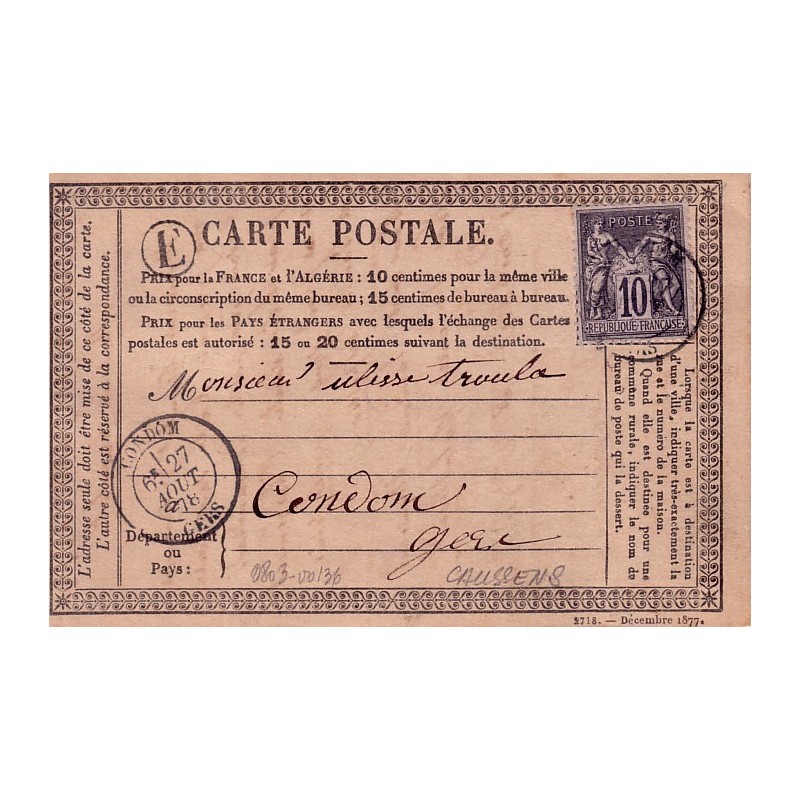 E
CARTE POSTALE.
PRIX pour la FRANCE et l'ALGÉRIE : 10 centimes pour la même ville
ou la circonscription du même bureau ; 15 centimes de bureau à bureau.
PRIX pour les PAYS ÉTRANGERS avec lesquels l'échange des Cartes
postales est autorisé : 15 ou 20 centimes suivant la destination.
POSTE
10
RÉPUBLIQUE FRANÇAISE
L'adresse seule doit être mise de ce côté de la carte.
L'autre côté est réservé à la correspondance.
Monsieur ulisse troula
CONDOM
27
AOUT
78
GERS
Condom
gers
Département
ou
Pays :
0803-00136
CAUSSENS
Lorsque la carte est à destination
d'une ville, indiquer très-exactement la
rue et le numéro de la maison.
Quand elle est destinée pour une
commune rurale, indiquer le nom du
bureau de poste qui la dessert.
2718. — Décembre 1877.